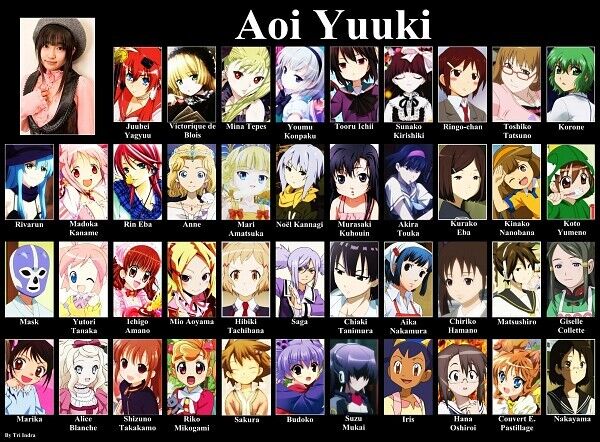 Aoi Yuuki
Juuhei Yagyuu
Victorique de Blois
Mina Tepes
Youmu Konpaku
Tooru Ichii
Sunako Kirishiki
Ringo-chan
Toshiko Tatsuno
Korone
Rivarun
Madoka Kaname
Rin Eba
Anne
Mari Amatsuka
Noël Kannagi
Murasaki Kuhouin
Akira Touka
Kurako Eba
Kinako Nanobana
Koto Yumeno
Mask
Yutori Tanaka
Ichigo Amano
Mio Aoyama
Hibiki Tachibana
Saga
Chiaki Tanimura
Aika Nakamura
Chiriko Hamano
Matsushiro
Giselle Collette
Marika
Alice Blanche
Shizuno Takakamo
Riko Mikogami
Sakura
Budoko
Suzu Mukai
Iris
Hana Oshiroi
Couvert E. Pastillage
Nakayama
By Tri Indra